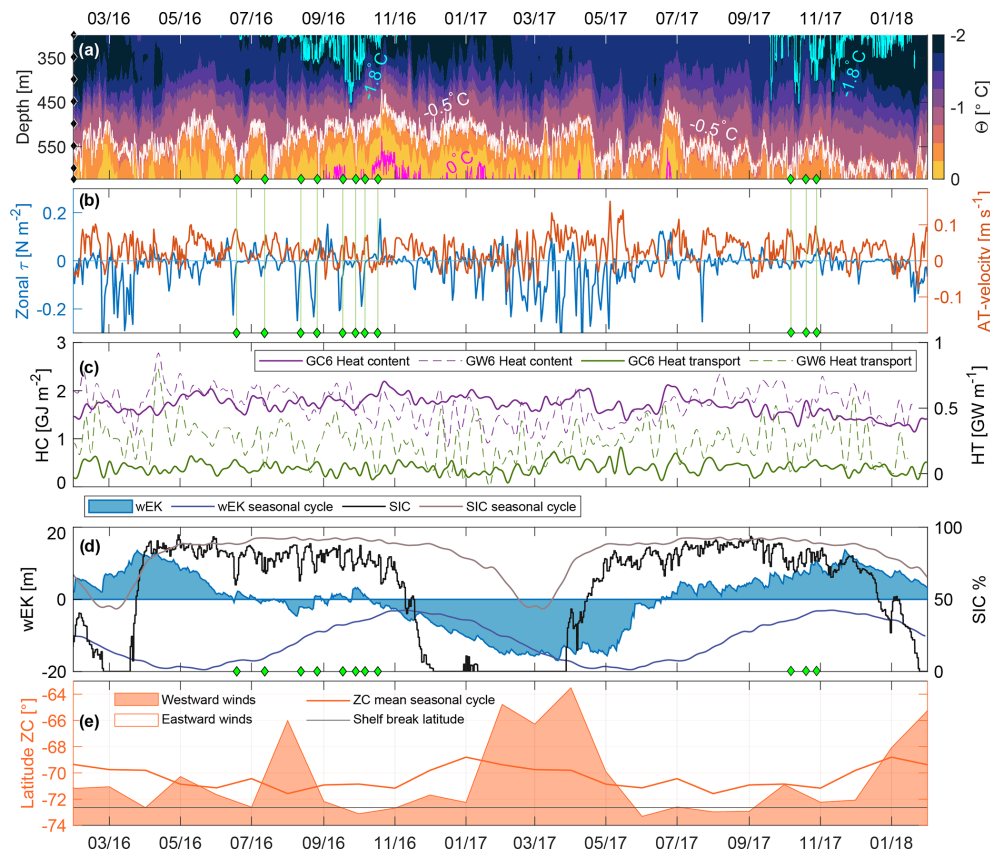 03/16 05/16 07/16 09/16 11/16 01/17 03/17 05/17 07/17 09/17 11/17 01/18
(a)
350
450
550
Depth [m]
-1.8°C
-0.5°C
0°C
-0.5°C
-1.8°C
-2
-1
0
Θ [° C]
(b)
0.2
0
-0.2
Zonal τ [N m-2]
0.1
0
-0.1
AT-velocity [m s-1]
(c)
GC6 Heat content GW6 Heat content GC6 Heat transport GW6 Heat transport
3
2
1
0
HC [GJ m-2]
1
0.5
0
HT [GW m-1]
wEK wEK seasonal cycle SIC SIC seasonal cycle
(d)
20
0
-20
wEK [m]
100
50
0
SIC %
(e)
Westward winds ZC mean seasonal cycle
Eastward winds Shelf break latitude
-64
-66
-68
-70
-72
-74
Latitude ZC [°]
03/16 05/16 07/16 09/16 11/16 01/17 03/17 05/17 07/17 09/17 11/17 01/18